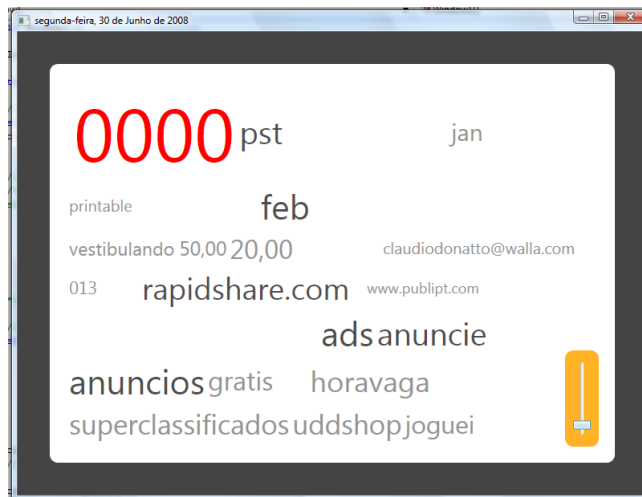 segunda-feira, 30 de Junho de 2008
0000 pst jan
printable feb
vestibulando 50,00 20,00 claudiodonatto@walla.com
013 rapidshare.com www.publipt.com
ads anuncie
anuncios gratis horavaga
superclassificados uddshop joguei